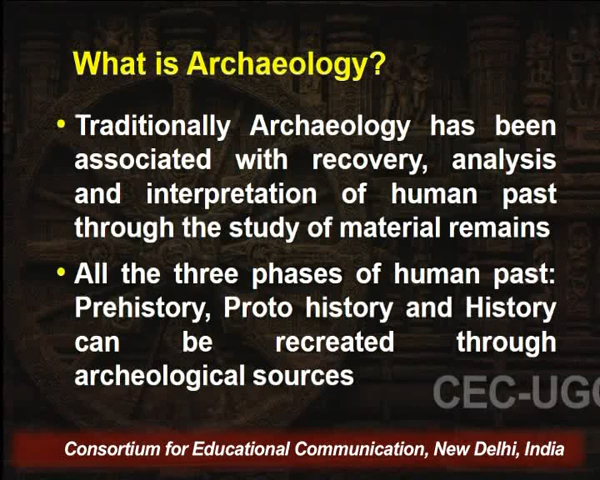 What is Archaeology?
• Traditionally Archaeology has been
associated with recovery, analysis
and interpretation of human past
through the study of material remains
• All the three phases of human past:
Prehistory, Proto history and History
can be recreated through
archeological sources
CEC-UGC
Consortium for Educational Communication, New Delhi, India